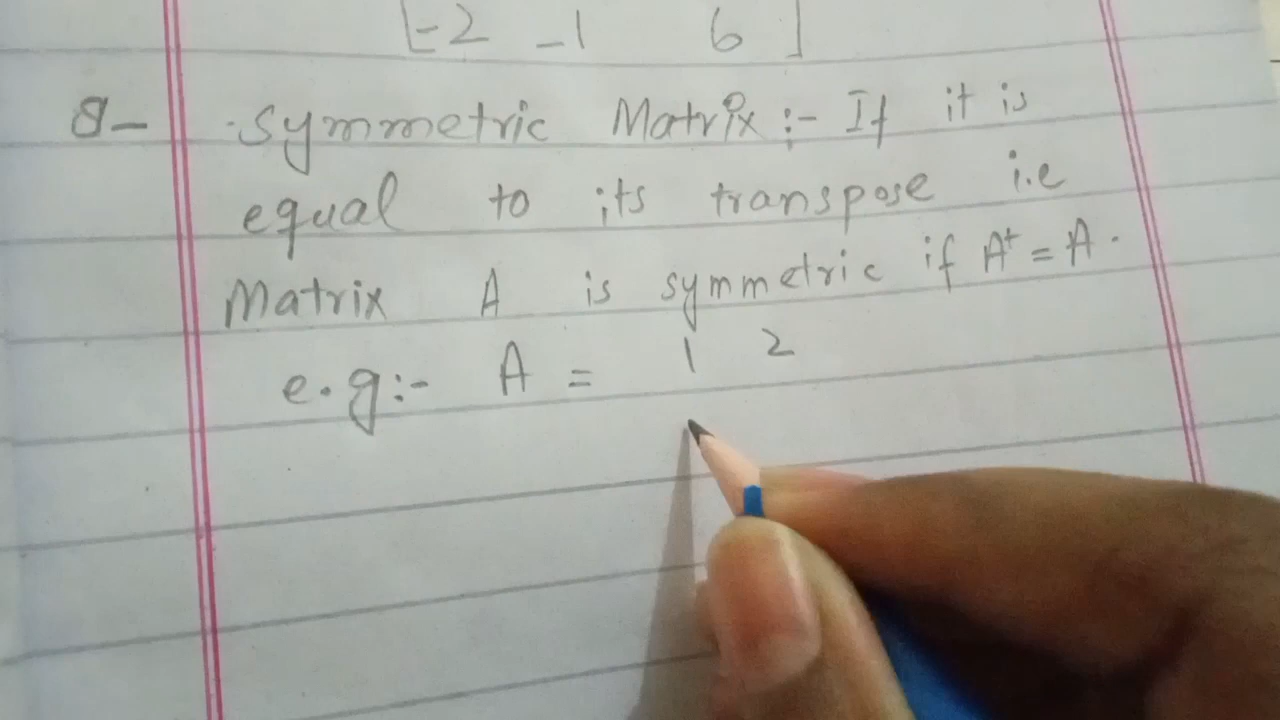 [-2 -1 6]
8- Symmetric Matrix :- If it is
equal to its transpose i.e
Matrix A is symmetric if Aᵗ = A.
e.g:- A = 1 2